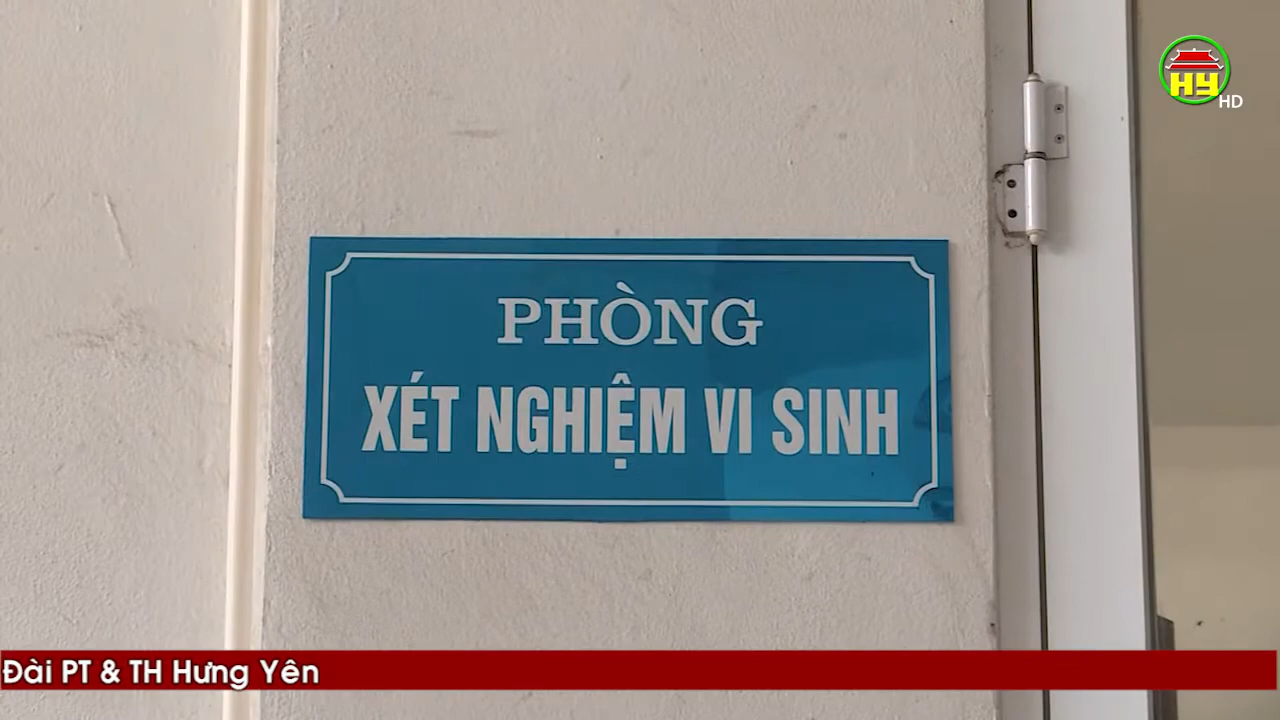 HY
HD
PHÒNG
XÉT NGHIỆM VI SINH
Đài PT & TH Hưng Yên